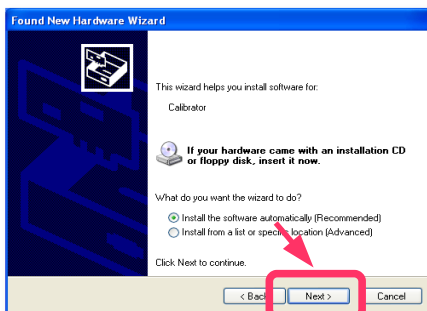 Found New Hardware Wizard
This wizard helps you install software for:
Calibrator
If your hardware came with an installation CD
or floppy disk, insert it now.
What do you want the wizard to do?
Install the software automatically (Recommended)
Install from a list or specific location (Advanced)
Click Next to continue.
< Back Next > Cancel